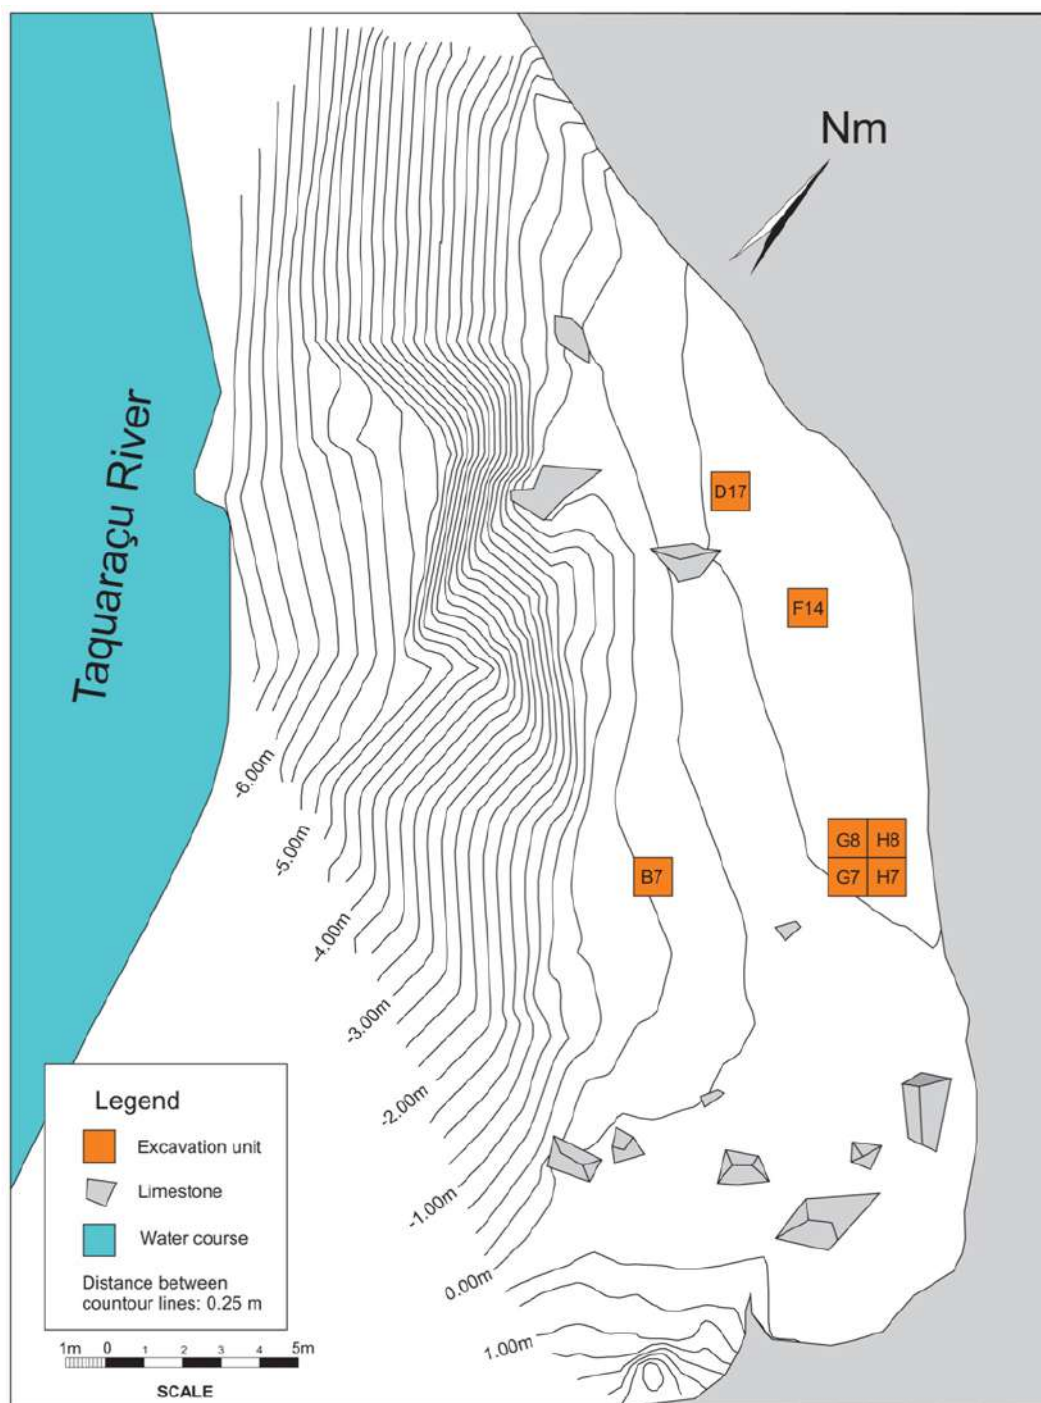 Nm
Taquaraçu River
D17
F14
G8 H8
B7
G7 H7
-6.00m
-5.00m
-4.00m
-3.00m
-2.00m
-1.00m
0.00m
1.00m
Legend
Excavation unit
Limestone
Water course
Distance between
countour lines: 0.25 m
1m 0 1 2 3 4 5m
SCALE